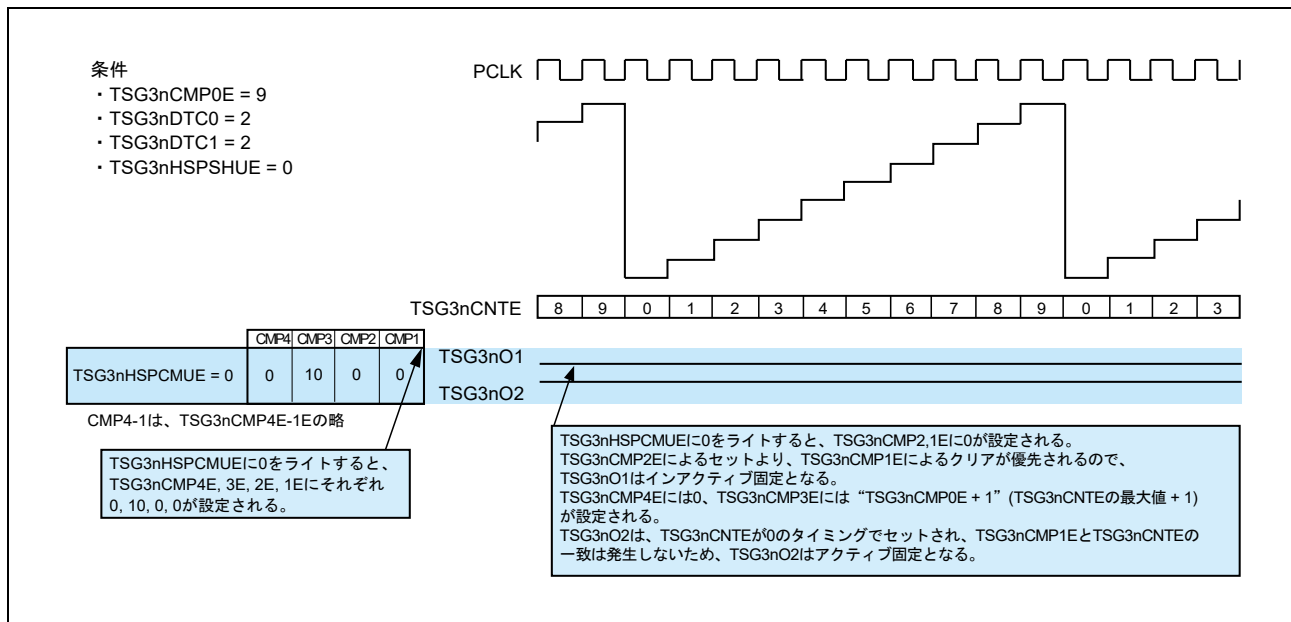 条件
・TSG3nCMP0E = 9
・TSG3nDTC0 = 2
・TSG3nDTC1 = 2
・TSG3nHSPSHUE = 0
PCLK
TSG3nCNTE 8 9 0 1 2 3 4 5 6 7 8 9 0 1 2 3
CMP4 CMP3 CMP2 CMP1
TSG3nHSPCMUE = 0 0 10 0 0
TSG3nO1
TSG3nO2
CMP4-1は、TSG3nCMP4E-1Eの略
TSG3nHSPCMUEに0をライトすると、
TSG3nCMP4E, 3E, 2E, 1Eにそれぞれ
0, 10, 0, 0が設定される。
TSG3nHSPCMUEに0をライトすると、TSG3nCMP2,1Eに0が設定される。
TSG3nCMP2Eによるセットより、TSG3nCMP1Eによるクリアが優先されるので、
TSG3nO1はインアクティブ固定となる。
TSG3nCMP4Eには0、TSG3nCMP3Eには“TSG3nCMP0E + 1” (TSG3nCNTEの最大値 + 1)
が設定される。
TSG3nO2は、TSG3nCNTEが0のタイミングでセットされ、TSG3nCMP1EとTSG3nCNTEの
一致は発生しないため、TSG3nO2はアクティブ固定となる。